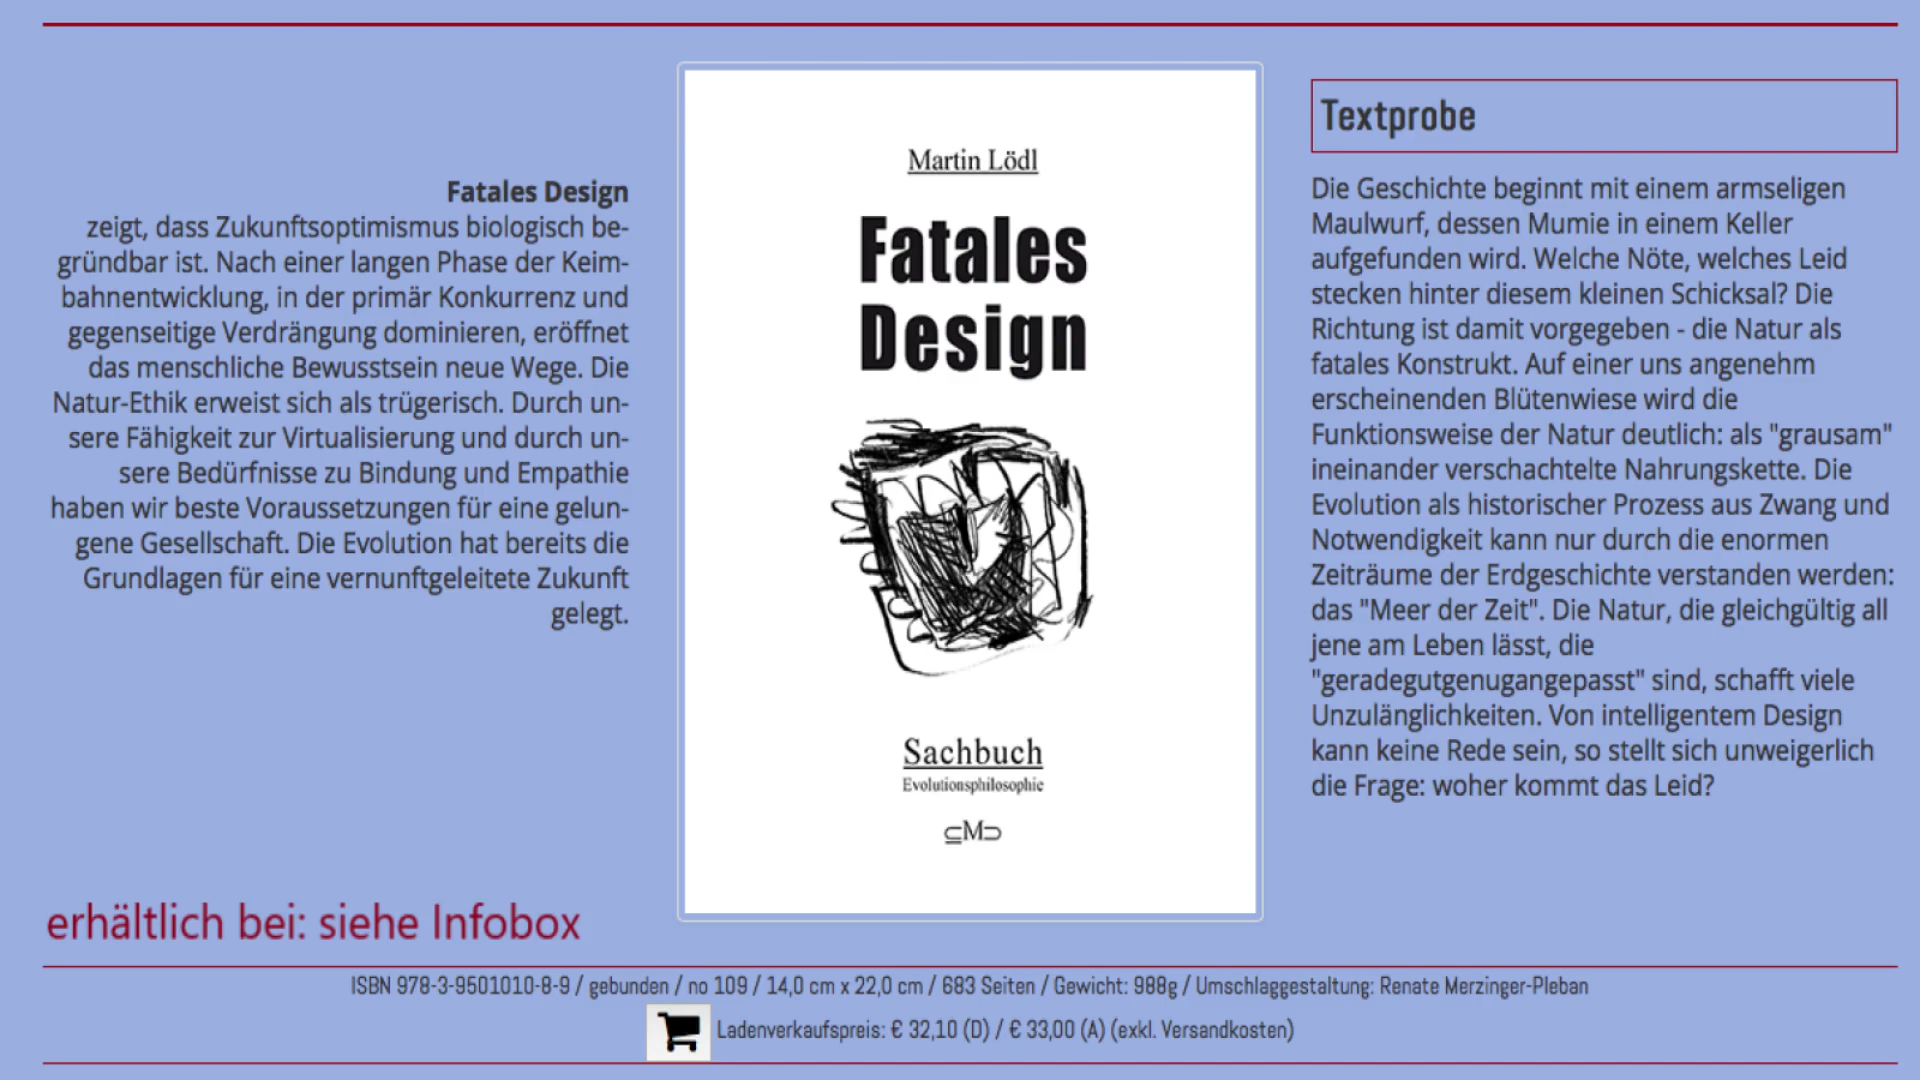 Fatales Design
zeigt, dass Zukunftsoptimismus biologisch be-
gründbar ist. Nach einer langen Phase der Keim-
bahnentwicklung, in der primär Konkurrenz und
gegenseitige Verdrängung dominieren, eröffnet
das menschliche Bewusstsein neue Wege. Die
Natur-Ethik erweist sich als trügerisch. Durch un-
sere Fähigkeit zur Virtualisierung und durch un-
sere Bedürfnisse zu Bindung und Empathie
haben wir beste Voraussetzungen für eine gelun-
gene Gesellschaft. Die Evolution hat bereits die
Grundlagen für eine vernunftgeleitete Zukunft
gelegt.
erhältlich bei: siehe Infobox
Martin Lödl
Fatales
Design
Sachbuch
Evolutionsphilosophie
⊆M⊃
Textprobe
Die Geschichte beginnt mit einem armseligen
Maulwurf, dessen Mumie in einem Keller
aufgefunden wird. Welche Nöte, welches Leid
stecken hinter diesem kleinen Schicksal? Die
Richtung ist damit vorgegeben - die Natur als
fatales Konstrukt. Auf einer uns angenehm
erscheinenden Blütenwiese wird die
Funktionsweise der Natur deutlich: als "grausam"
ineinander verschachtelte Nahrungskette. Die
Evolution als historischer Prozess aus Zwang und
Notwendigkeit kann nur durch die enormen
Zeiträume der Erdgeschichte verstanden werden:
das "Meer der Zeit". Die Natur, die gleichgültig all
jene am Leben lässt, die
"geradegutgenugangepasst" sind, schafft viele
Unzulänglichkeiten. Von intelligentem Design
kann keine Rede sein, so stellt sich unweigerlich
die Frage: woher kommt das Leid?
ISBN 978-3-9501010-8-9 / gebunden / no 109 / 14,0 cm x 22,0 cm / 683 Seiten / Gewicht: 988g / Umschlaggestaltung: Renate Merzinger-Pleban
Ladenverkaufspreis: € 32,10 (D) / € 33,00 (A) (exkl. Versandkosten)